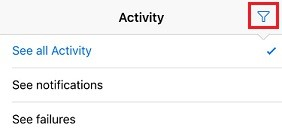 Activity
See all Activity
See notifications
See failures